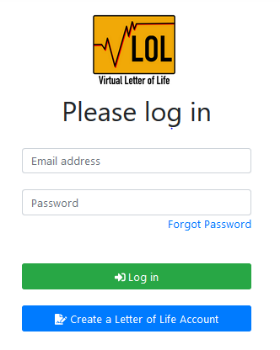 LOL
Virtual Letter of Life
Please log in
Email address
Password
Forgot Password
Log in
Create a Letter of Life Account